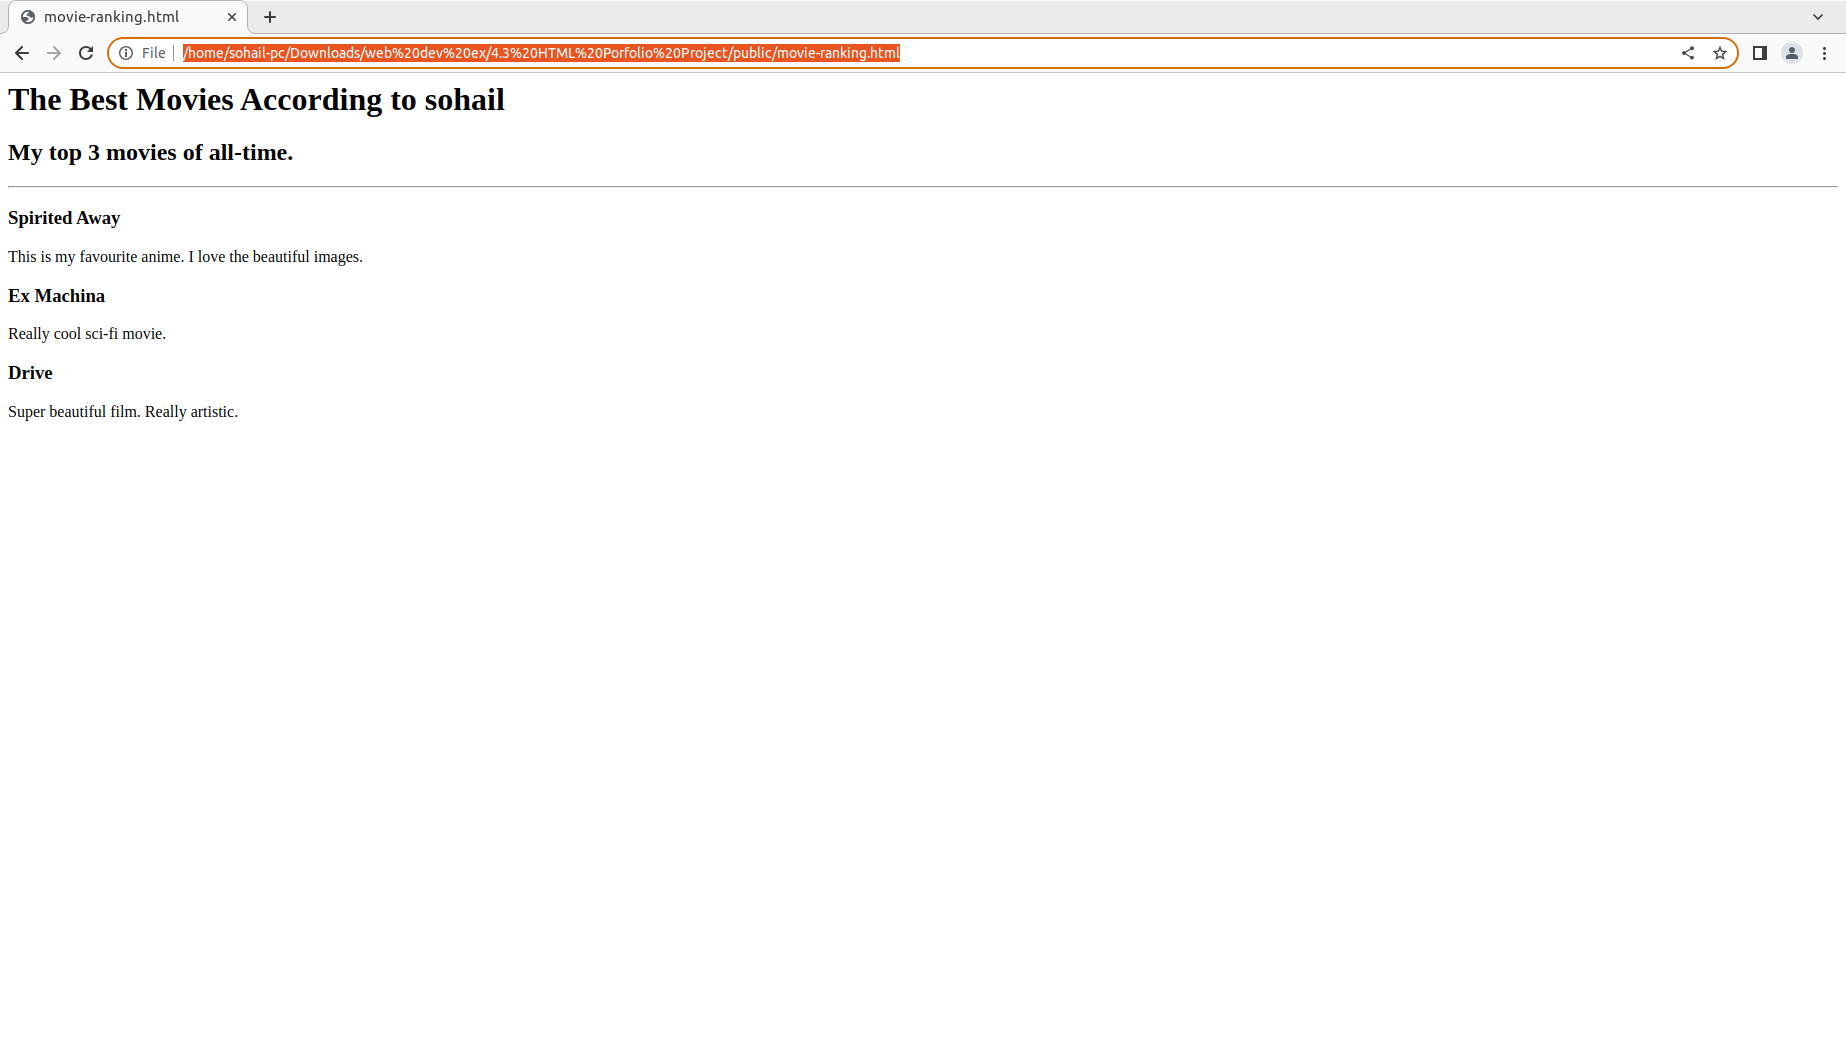 movie-ranking.html
File /home/sohail-pc/Downloads/web%20dev%20ex/4.3%20HTML%20Porfolio%20Project/public/movie-ranking.html
The Best Movies According to sohail
My top 3 movies of all-time.
Spirited Away
This is my favourite anime. I love the beautiful images.
Ex Machina
Really cool sci-fi movie.
Drive
Super beautiful film. Really artistic.